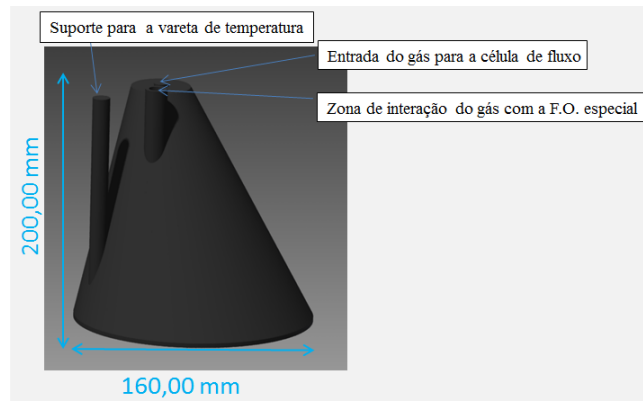 Suporte para a vareta de temperatura
Entrada do gás para a célula de fluxo
Zona de interação do gás com a F.O. especial
200,00 mm
160,00 mm